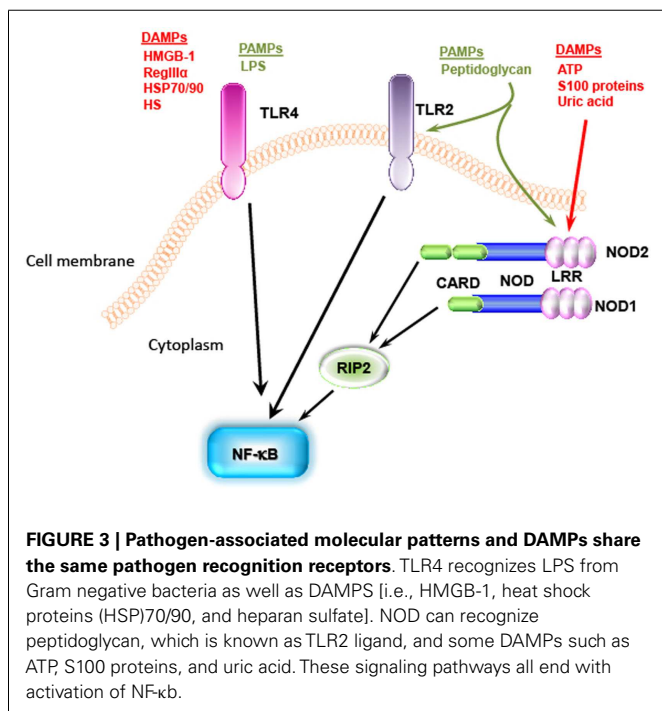 DAMPs
HMGB-1
RegIIIα
HSP70/90
HS
PAMPs
LPS
TLR4
TLR2
PAMPs
Peptidoglycan
DAMPs
ATP
S100 proteins
Uric acid
Cell membrane
NOD2
CARD NOD LRR
NOD1
Cytoplasm
RIP2
NF-κB
FIGURE 3 | Pathogen-associated molecular patterns and DAMPs share
the same pathogen recognition receptors. TLR4 recognizes LPS from
Gram negative bacteria as well as DAMPS [i.e., HMGB-1, heat shock
proteins (HSP)70/90, and heparan sulfate]. NOD can recognize
peptidoglycan, which is known as TLR2 ligand, and some DAMPs such as
ATP, S100 proteins, and uric acid. These signaling pathways all end with
activation of NF-κb.